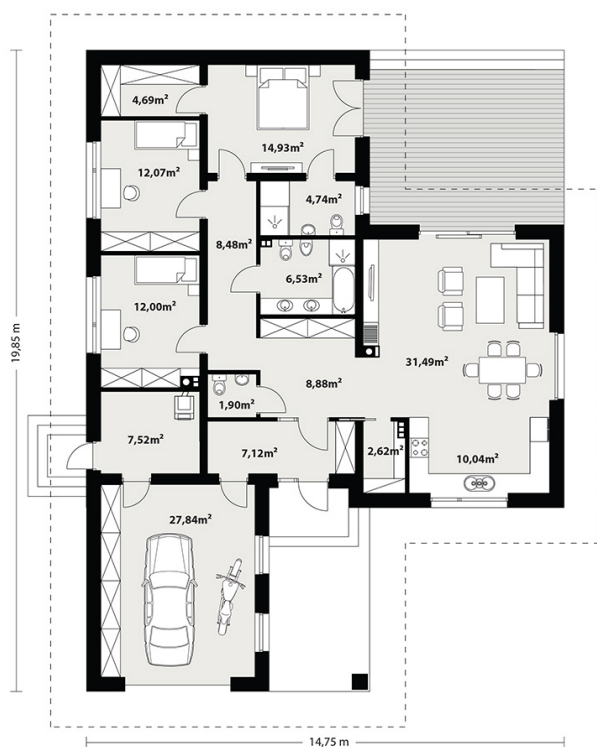 4,69m²
14,93m²
12,07m²
4,74m²
8,48m²
6,53m²
12,00m²
19,85 m
31,49m²
8,88m²
1,90m²
7,52m²
7,12m²
2,62m²
10,04m²
27,84m²
14,75 m